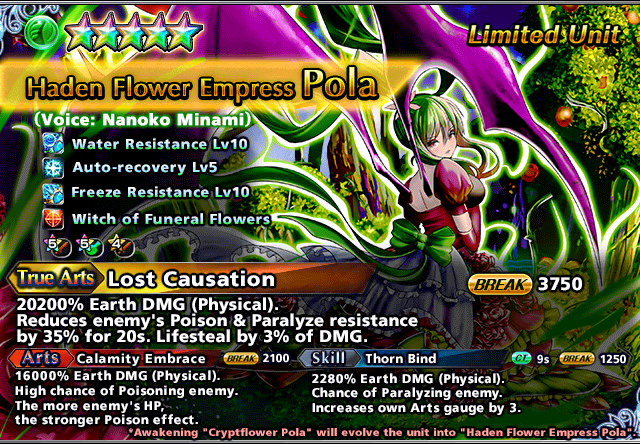 Limited Unit
Haden Flower Empress Pola
(Voice: Nanoko Minami)
Water Resistance Lv10
Auto-recovery Lv5
Freeze Resistance Lv10
Witch of Funeral Flowers
5 5 4
True Arts Lost Causation BREAK 3750
20200% Earth DMG (Physical).
Reduces enemy's Poison & Paralyze resistance
by 35% for 20s. Lifesteal by 3% of DMG.
Arts Calamity Embrace BREAK 2100
16000% Earth DMG (Physical).
High chance of Poisoning enemy.
The more enemy's HP,
the stronger Poison effect.
Skill Thorn Bind CT 9s BREAK 1250
2280% Earth DMG (Physical).
Chance of Paralyzing enemy.
Increases own Arts gauge by 3.
*Awakening "Cryptflower Pola" will evolve the unit into "Haden Flower Empress Pola".